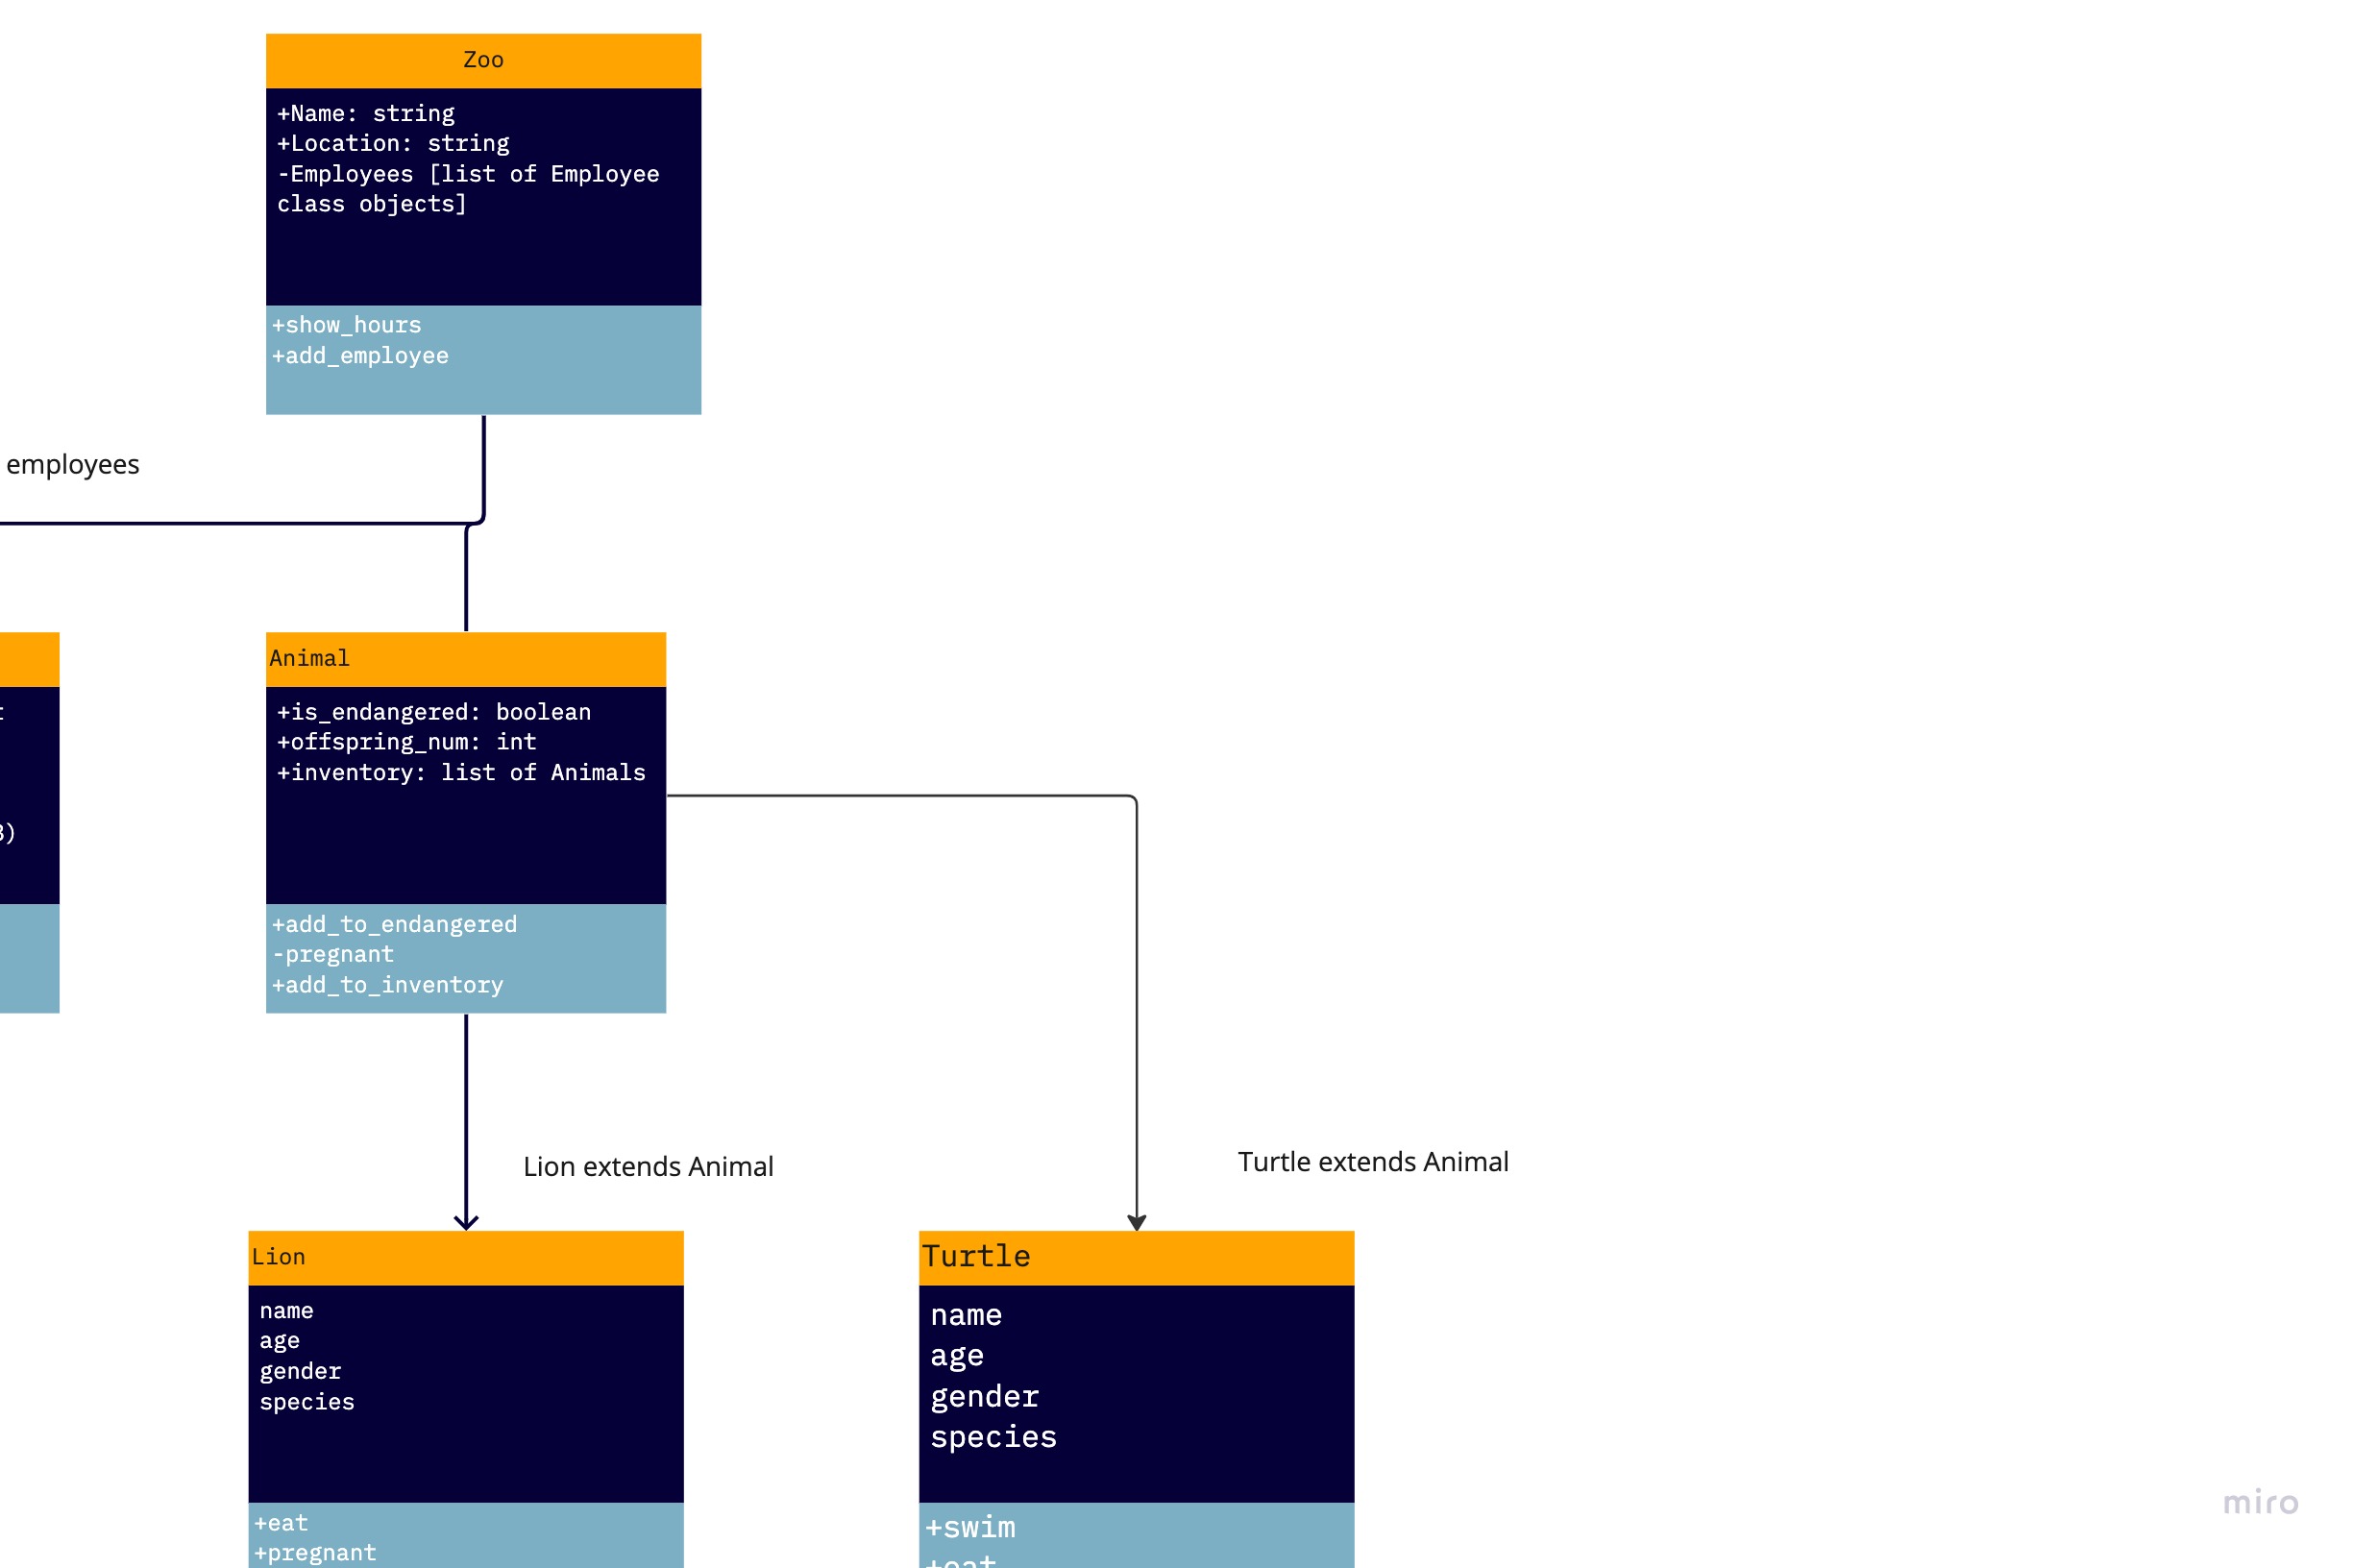 Zoo
+Name: string
+Location: string
-Employees [list of Employee
class objects]
+show_hours
+add_employee
employees
Animal
+is_endangered: boolean
+offspring_num: int
+inventory: list of Animals
+add_to_endangered
-pregnant
+add_to_inventory
Lion extends Animal
Turtle extends Animal
Lion
name
age
gender
species
+eat
+pregnant
Turtle
name
age
gender
species
+swim
+eat
miro